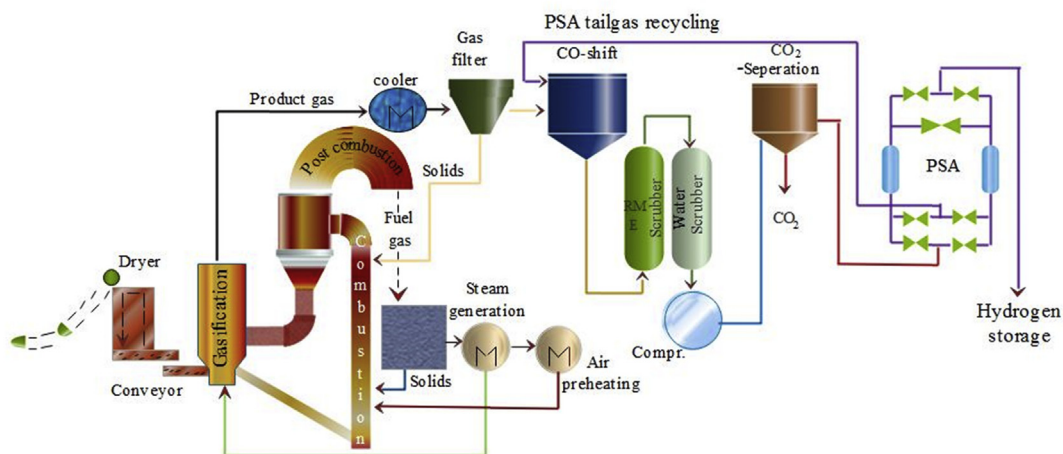 PSA tailgas recycling
Gas
filter
CO-shift
CO2
-Seperation
cooler
Product gas
Post combustion
Solids
PSA
RM
E
Scrubber
Water
Scrubber
CO2
Fuel
gas
Combustion
Dryer
Gasification
Steam
generation
Hydrogen
storage
Compr.
Air
preheating
Solids
Conveyor